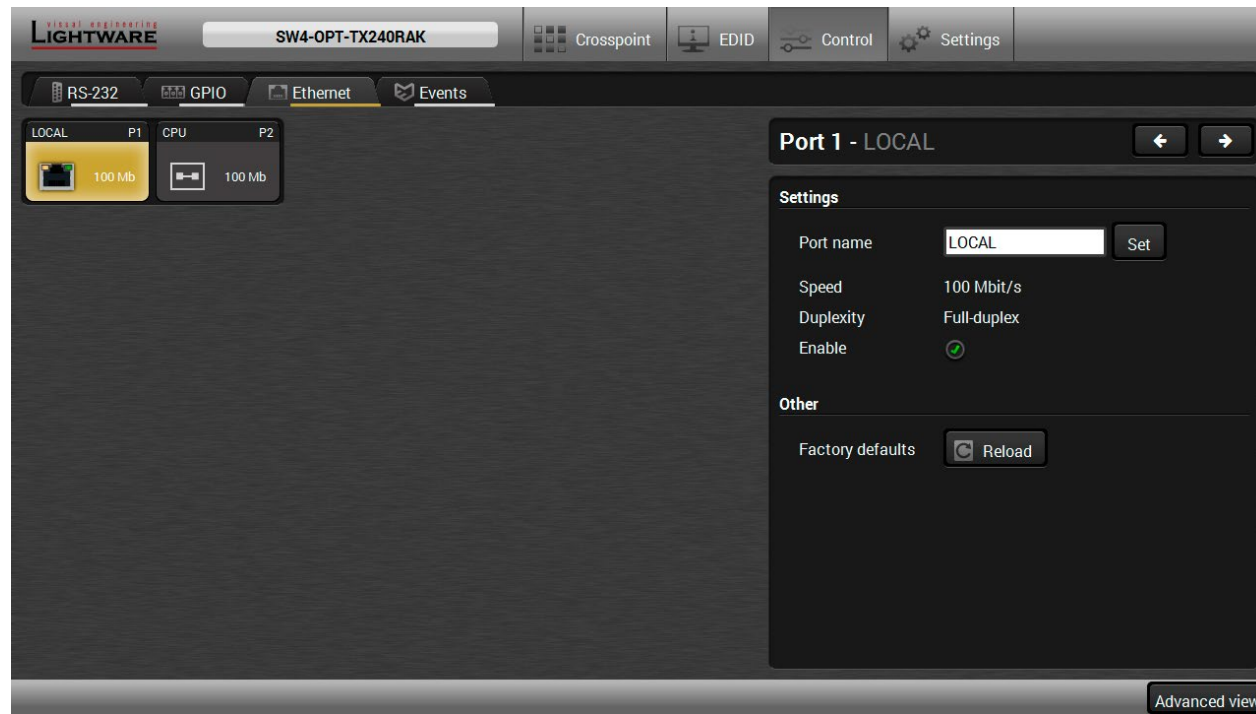 visual engineering
LIGHTWARE
SW4-OPT-TX240RAK
Crosspoint
EDID
Control
Settings
RS-232
GPIO
Ethernet
Events
LOCAL P1
100 Mb
CPU P2
100 Mb
Port 1 - LOCAL
Settings
Port name LOCAL Set
Speed 100 Mbit/s
Duplexity Full-duplex
Enable
Other
Factory defaults Reload
Advanced view